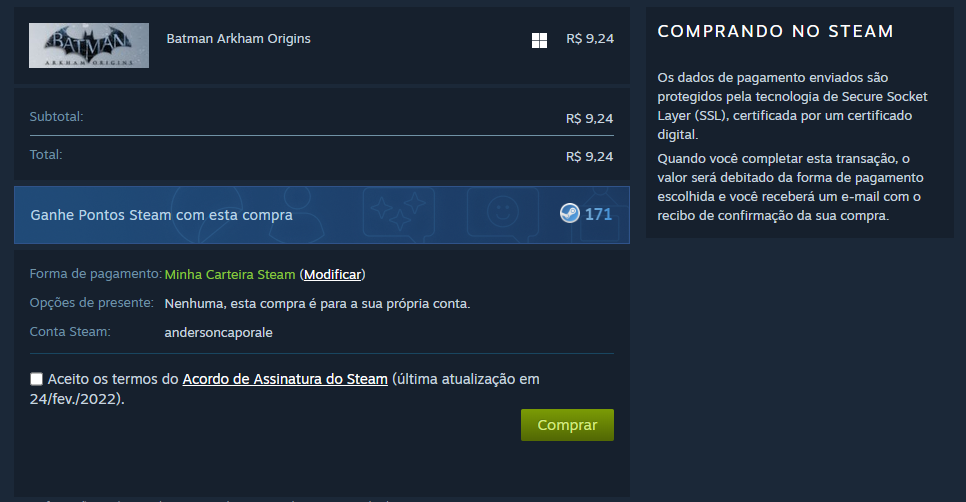 BATMAN
ARKHAM ORIGINS
Batman Arkham Origins
R$ 9,24
Subtotal:
R$ 9,24
Total:
R$ 9,24
Ganhe Pontos Steam com esta compra
171
Forma de pagamento: Minha Carteira Steam (Modificar)
Opções de presente: Nenhuma, esta compra é para a sua própria conta.
Conta Steam: andersoncaporale
Aceito os termos do Acordo de Assinatura do Steam (última atualização em
24/fev./2022).
Comprar
COMPRANDO NO STEAM
Os dados de pagamento enviados são
protegidos pela tecnologia de Secure Socket
Layer (SSL), certificada por um certificado
digital.
Quando você completar esta transação, o
valor será debitado da forma de pagamento
escolhida e você receberá um e-mail com o
recibo de confirmação da sua compra.